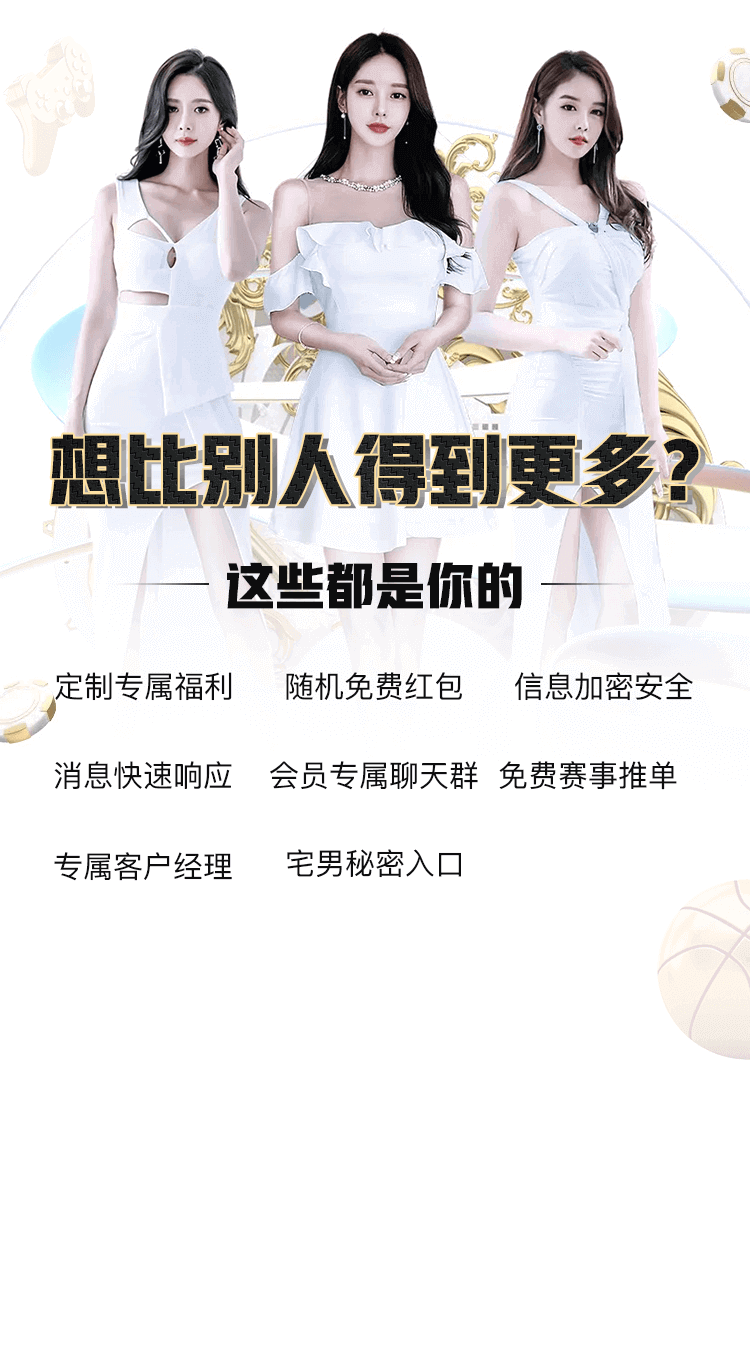 想比别人得到更多?
这些都是你的
定制专属福利 随机免费红包 信息加密安全
消息快速响应 会员专属聊天群 免费赛事推单
专属客户经理 宅男秘密入口